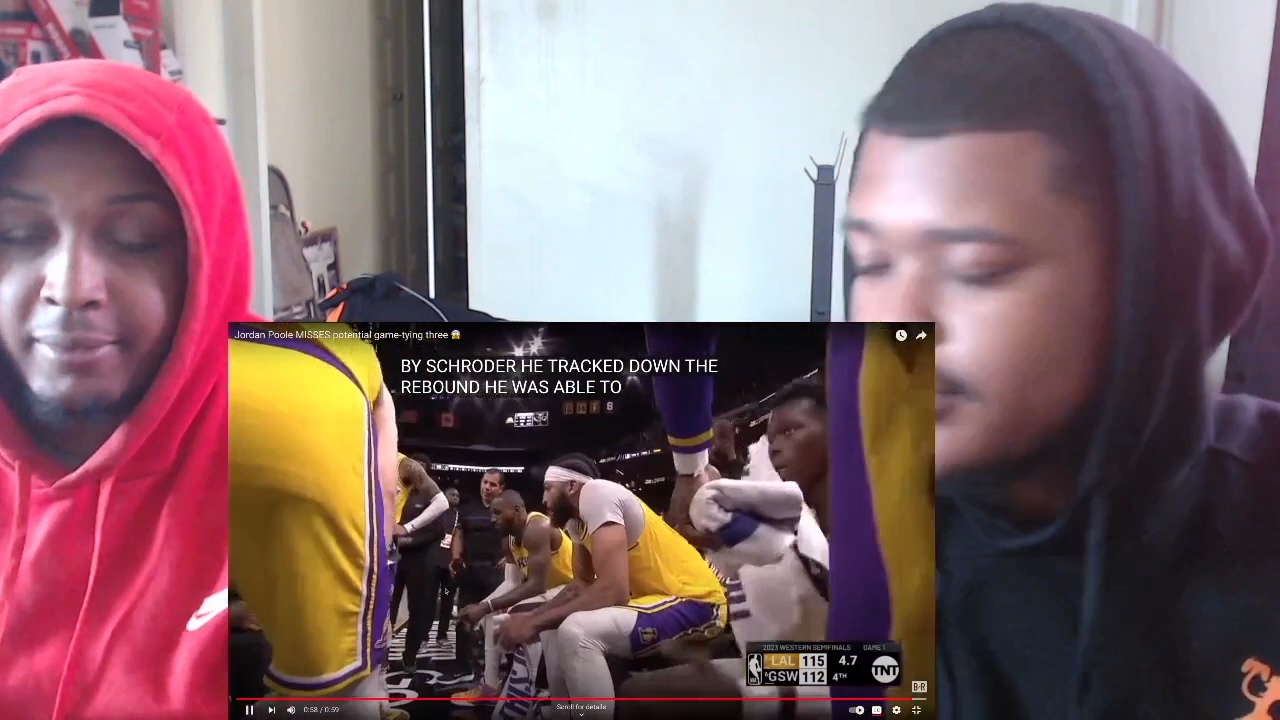 Jordan Poole MISSES potential game-tying three 😱
BY SCHRODER HE TRACKED DOWN THE
REBOUND HE WAS ABLE TO
2023 WESTERN SEMIFINALS GAME 1
LAL 115 4.7
6 GSW 112 4TH
TNT
B/R
0:58 / 0:59
Scroll for details